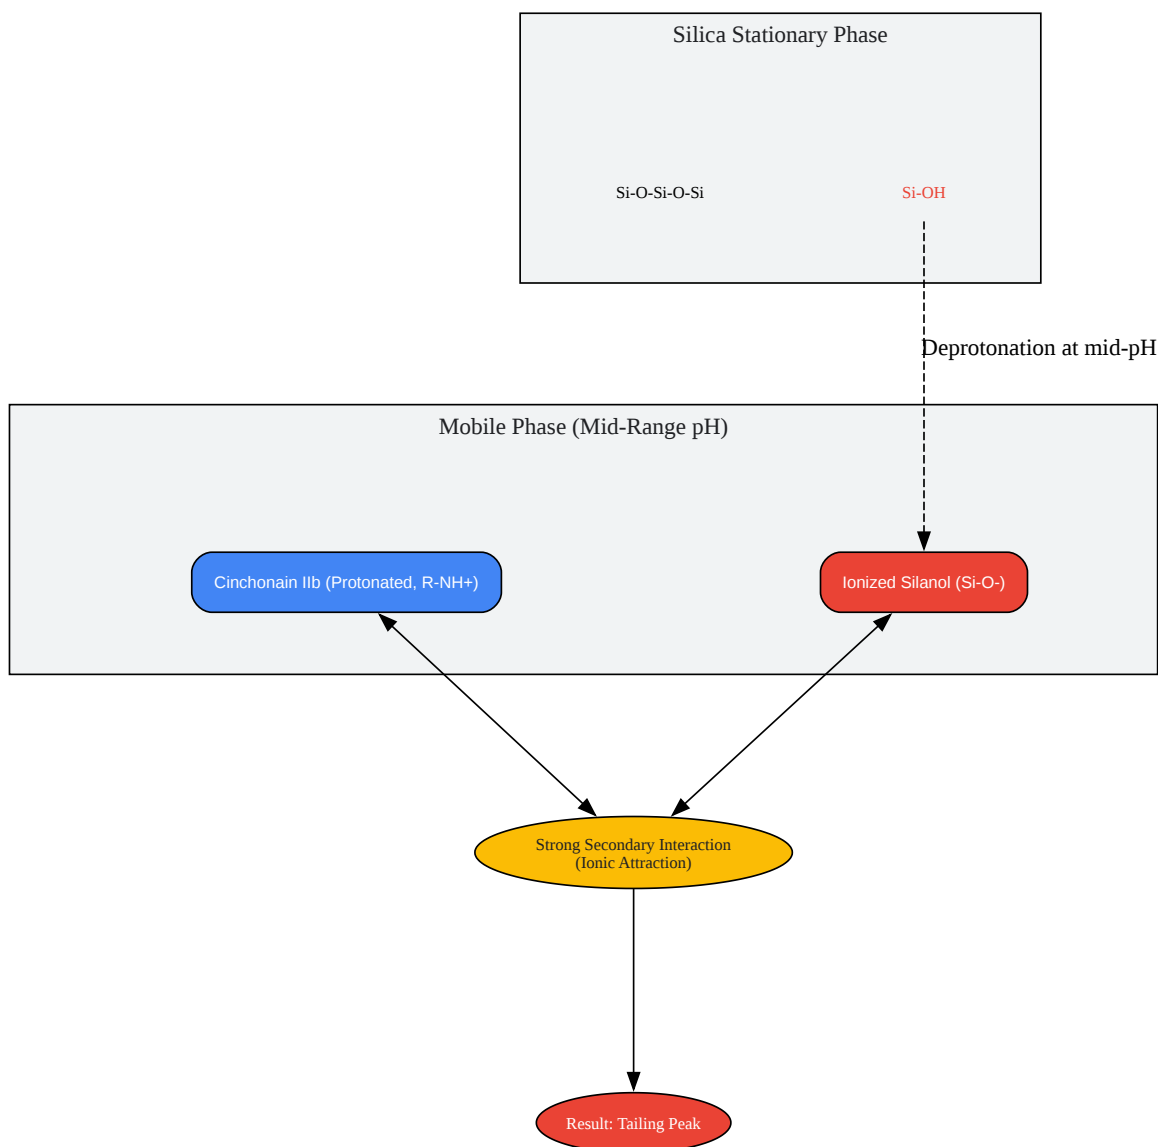 Silica Stationary Phase
Si-O-Si-O-Si
Si-OH
Deprotonation at mid-pH
Mobile Phase (Mid-Range pH)
Cinchonain IIb (Protonated, R-NH+)
Ionized Silanol (Si-O-)
Strong Secondary Interaction
(Ionic Attraction)
Result: Tailing Peak